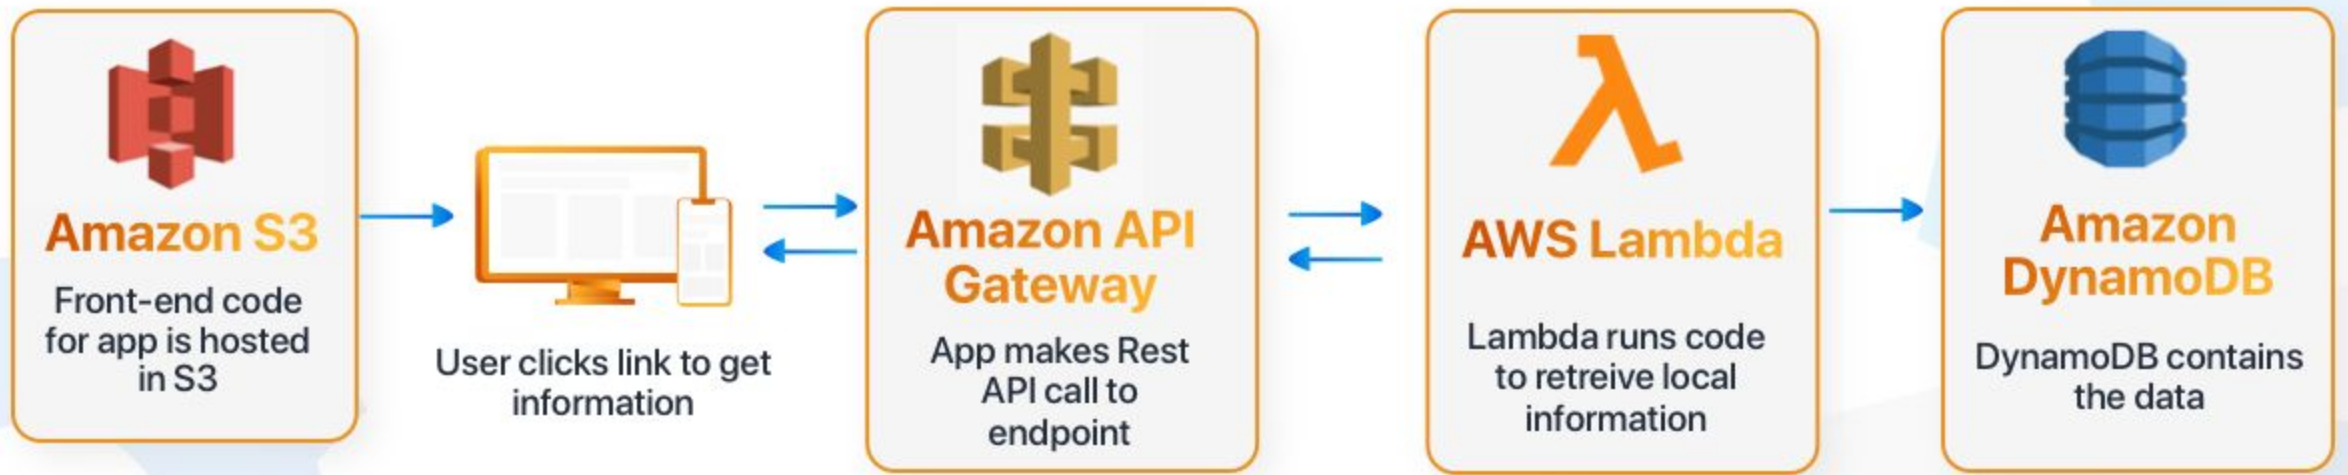 Amazon S3
Front-end code
for app is hosted
in S3
User clicks link to get
information
Amazon API
Gateway
App makes Rest
API call to
endpoint
AWS Lambda
Lambda runs code
to retreive local
information
Amazon
DynamoDB
DynamoDB contains
the data